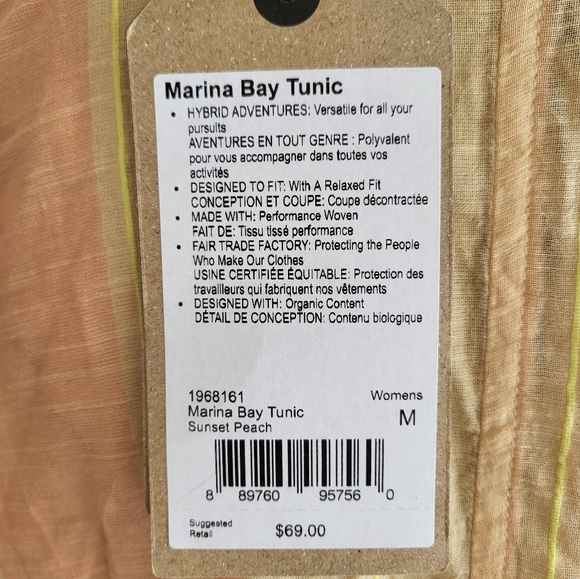 Marina Bay Tunic
• HYBRID ADVENTURES: Versatile for all your
pursuits
AVENTURES EN TOUT GENRE : Polyvalent
pour vous accompagner dans toutes vos
activités
• DESIGNED TO FIT: With A Relaxed Fit
CONCEPTION ET COUPE: Coupe décontractée
• MADE WITH: Performance Woven
FAIT DE: Tissu tissé performance
• FAIR TRADE FACTORY: Protecting the People
Who Make Our Clothes
USINE CERTIFIÉE ÉQUITABLE: Protection des
travailleurs qui fabriquent nos vêtements
• DESIGNED WITH: Organic Content
DÉTAIL DE CONCEPTION: Contenu biologique
1968161 Womens
Marina Bay Tunic M
Sunset Peach
8 89760 95756 0
Suggested
Retail $69.00